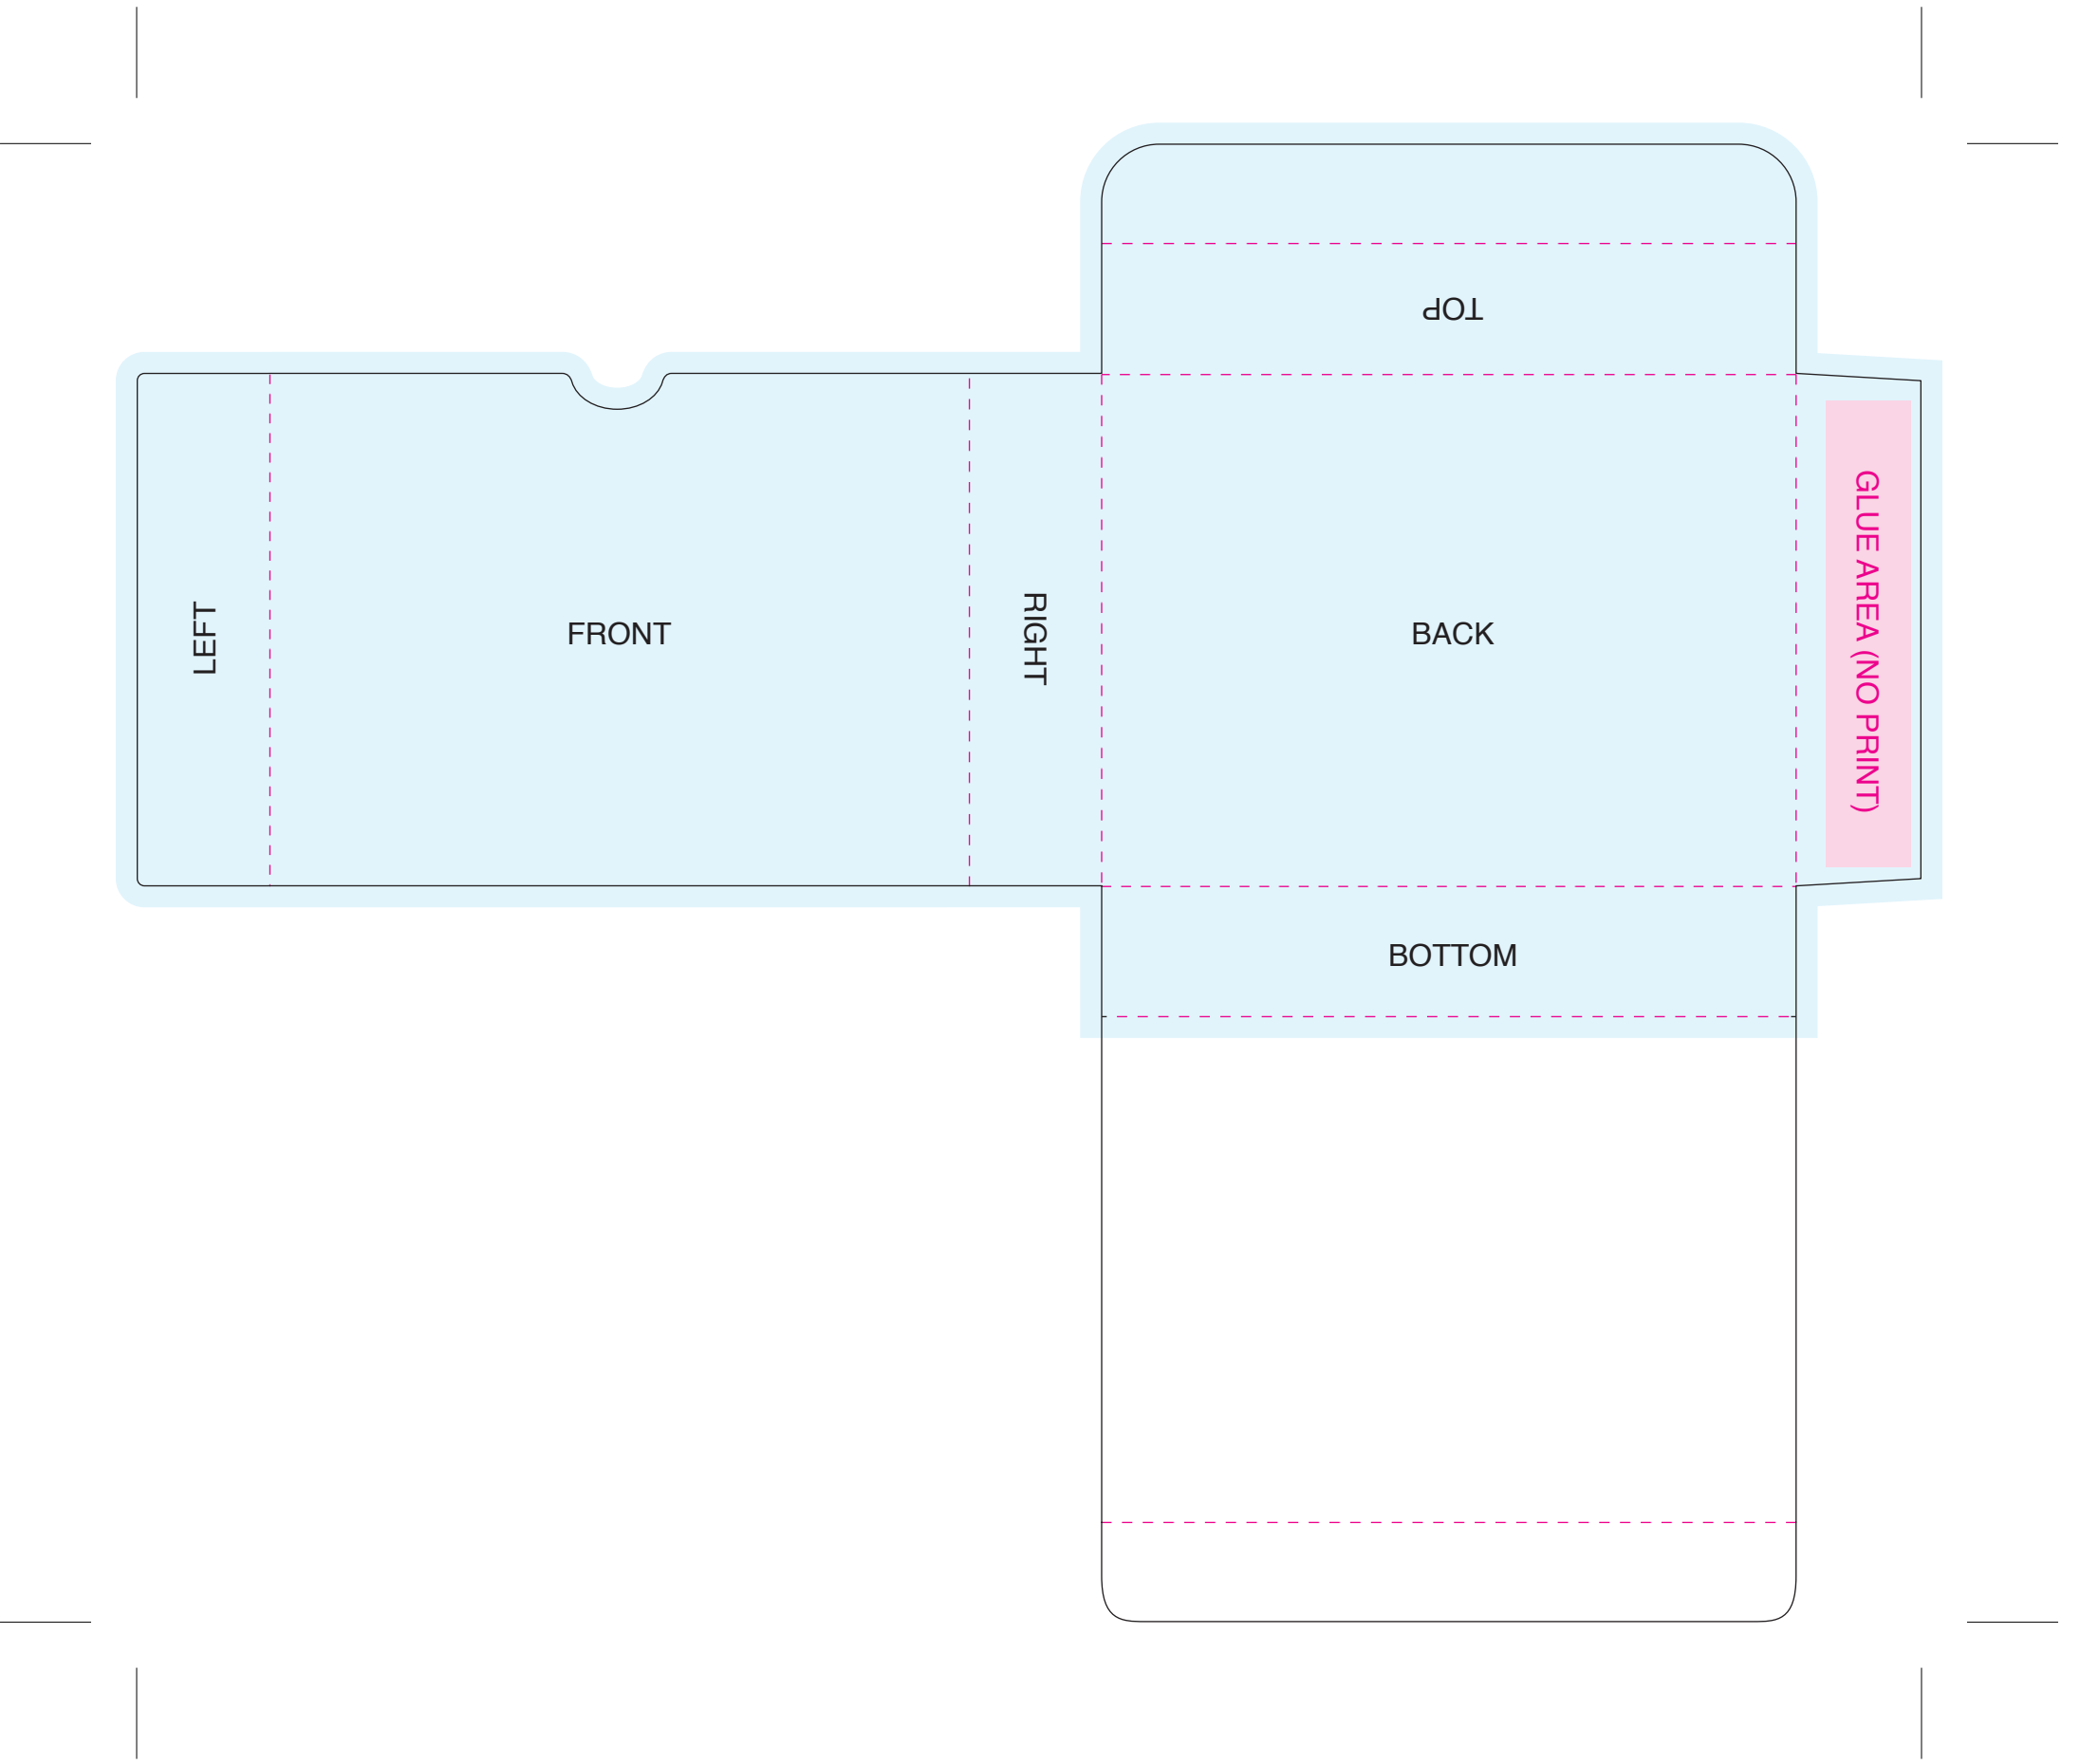 TOP
LEFT
FRONT
RIGHT
BACK
GLUE AREA (NO PRINT)
BOTTOM